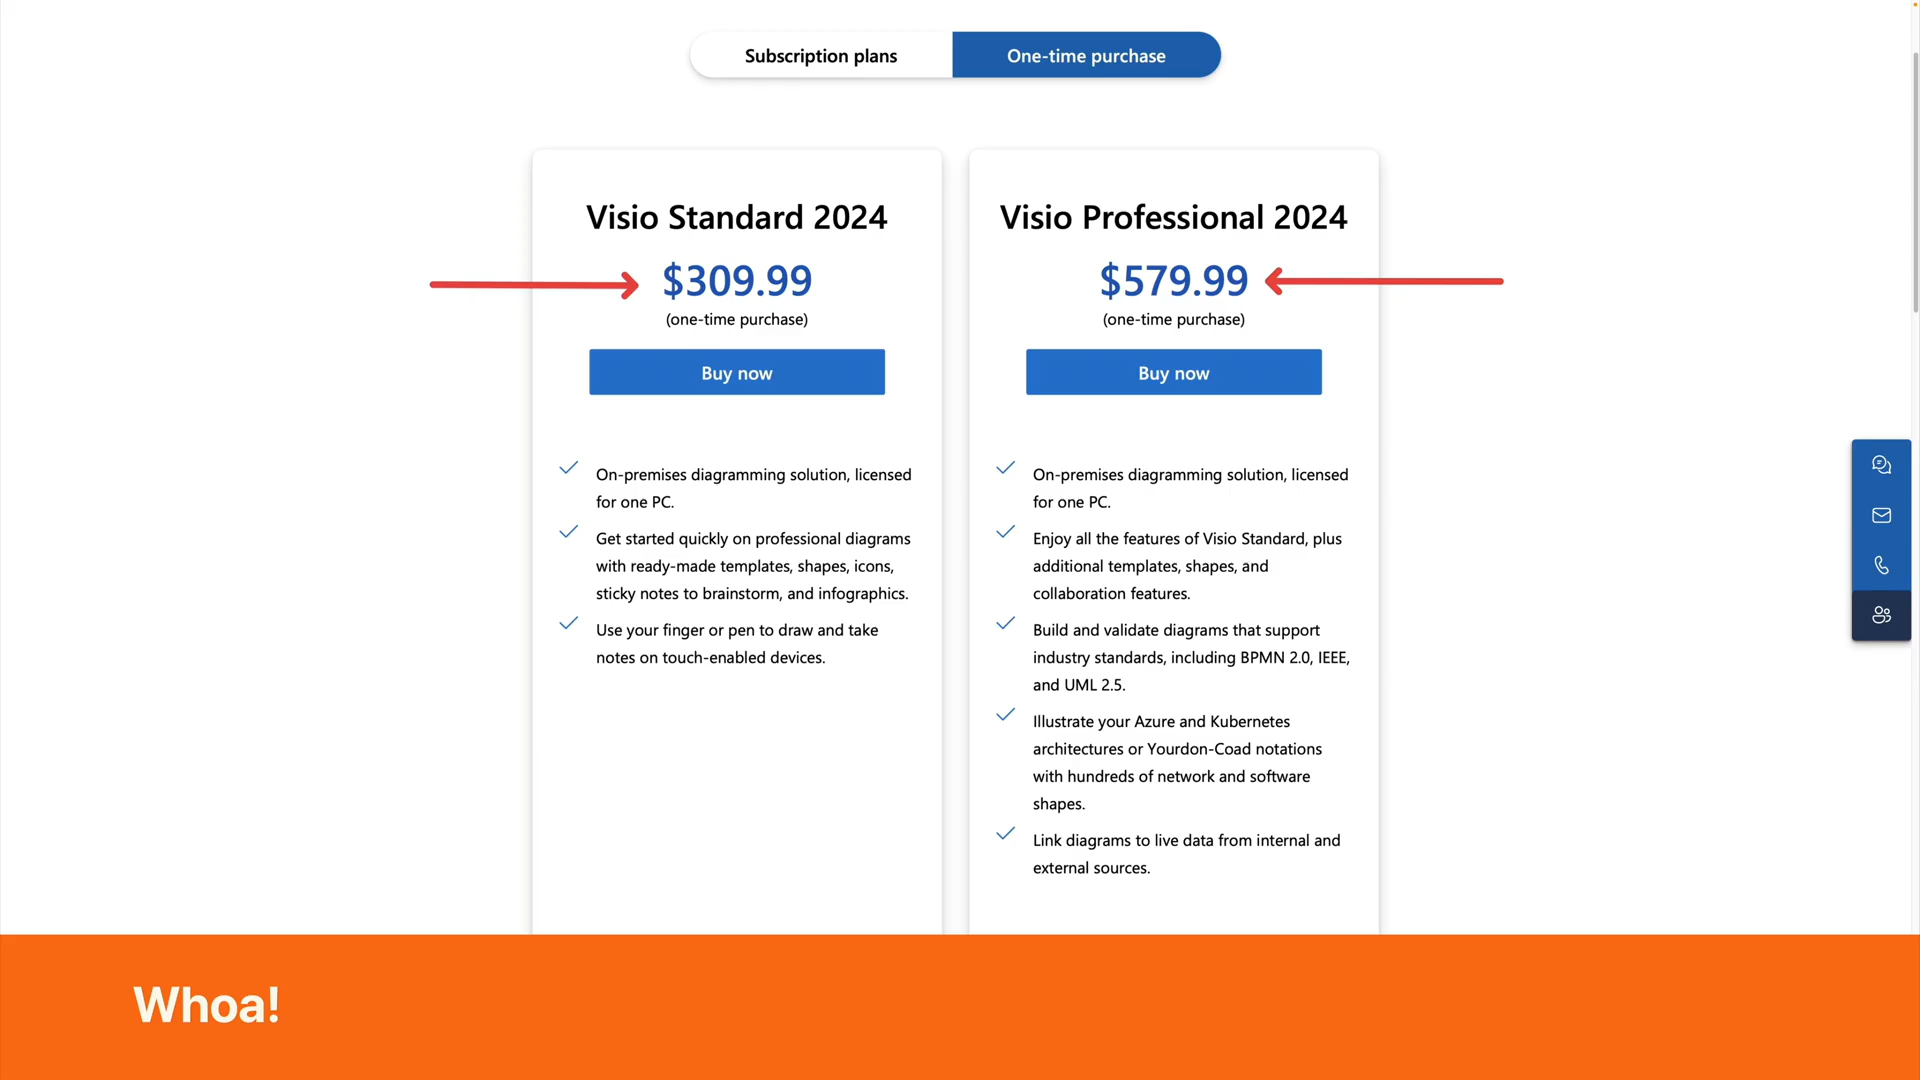 Subscription plans
One-time purchase
Visio Standard 2024
$309.99
(one-time purchase)
Buy now
On-premises diagramming solution, licensed
for one PC.
Get started quickly on professional diagrams
with ready-made templates, shapes, icons,
sticky notes to brainstorm, and infographics.
Use your finger or pen to draw and take
notes on touch-enabled devices.
Visio Professional 2024
$579.99
(one-time purchase)
Buy now
On-premises diagramming solution, licensed
for one PC.
Enjoy all the features of Visio Standard, plus
additional templates, shapes, and
collaboration features.
Build and validate diagrams that support
industry standards, including BPMN 2.0, IEEE,
and UML 2.5.
Illustrate your Azure and Kubernetes
architectures or Yourdon-Coad notations
with hundreds of network and software
shapes.
Link diagrams to live data from internal and
external sources.
Whoa!